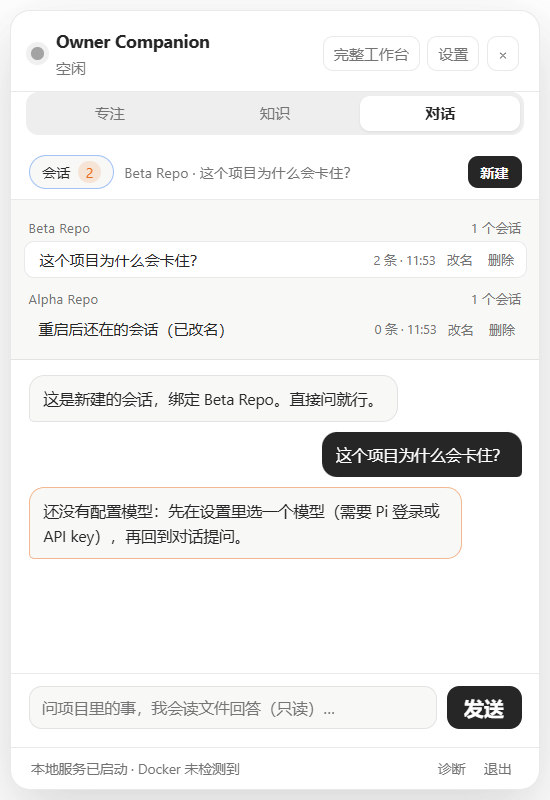 Owner Companion
空闲
完整工作台 设置 ×
专注 知识 对话
会话 2 Beta Repo · 这个项目为什么会卡住？ 新建
Beta Repo 1 个会话
这个项目为什么会卡住？ 2 条 · 11:53 改名 删除
Alpha Repo 1 个会话
重启后还在的会话（已改名） 0 条 · 11:53 改名 删除
这是新建的会话，绑定 Beta Repo。直接问就行。
这个项目为什么会卡住？
还没有配置模型：先在设置里选一个模型（需要 Pi 登录或
API key），再回到对话提问。
问项目里的事，我会读文件回答（只读）... 发送
本地服务已启动 · Docker 未检测到 诊断 退出